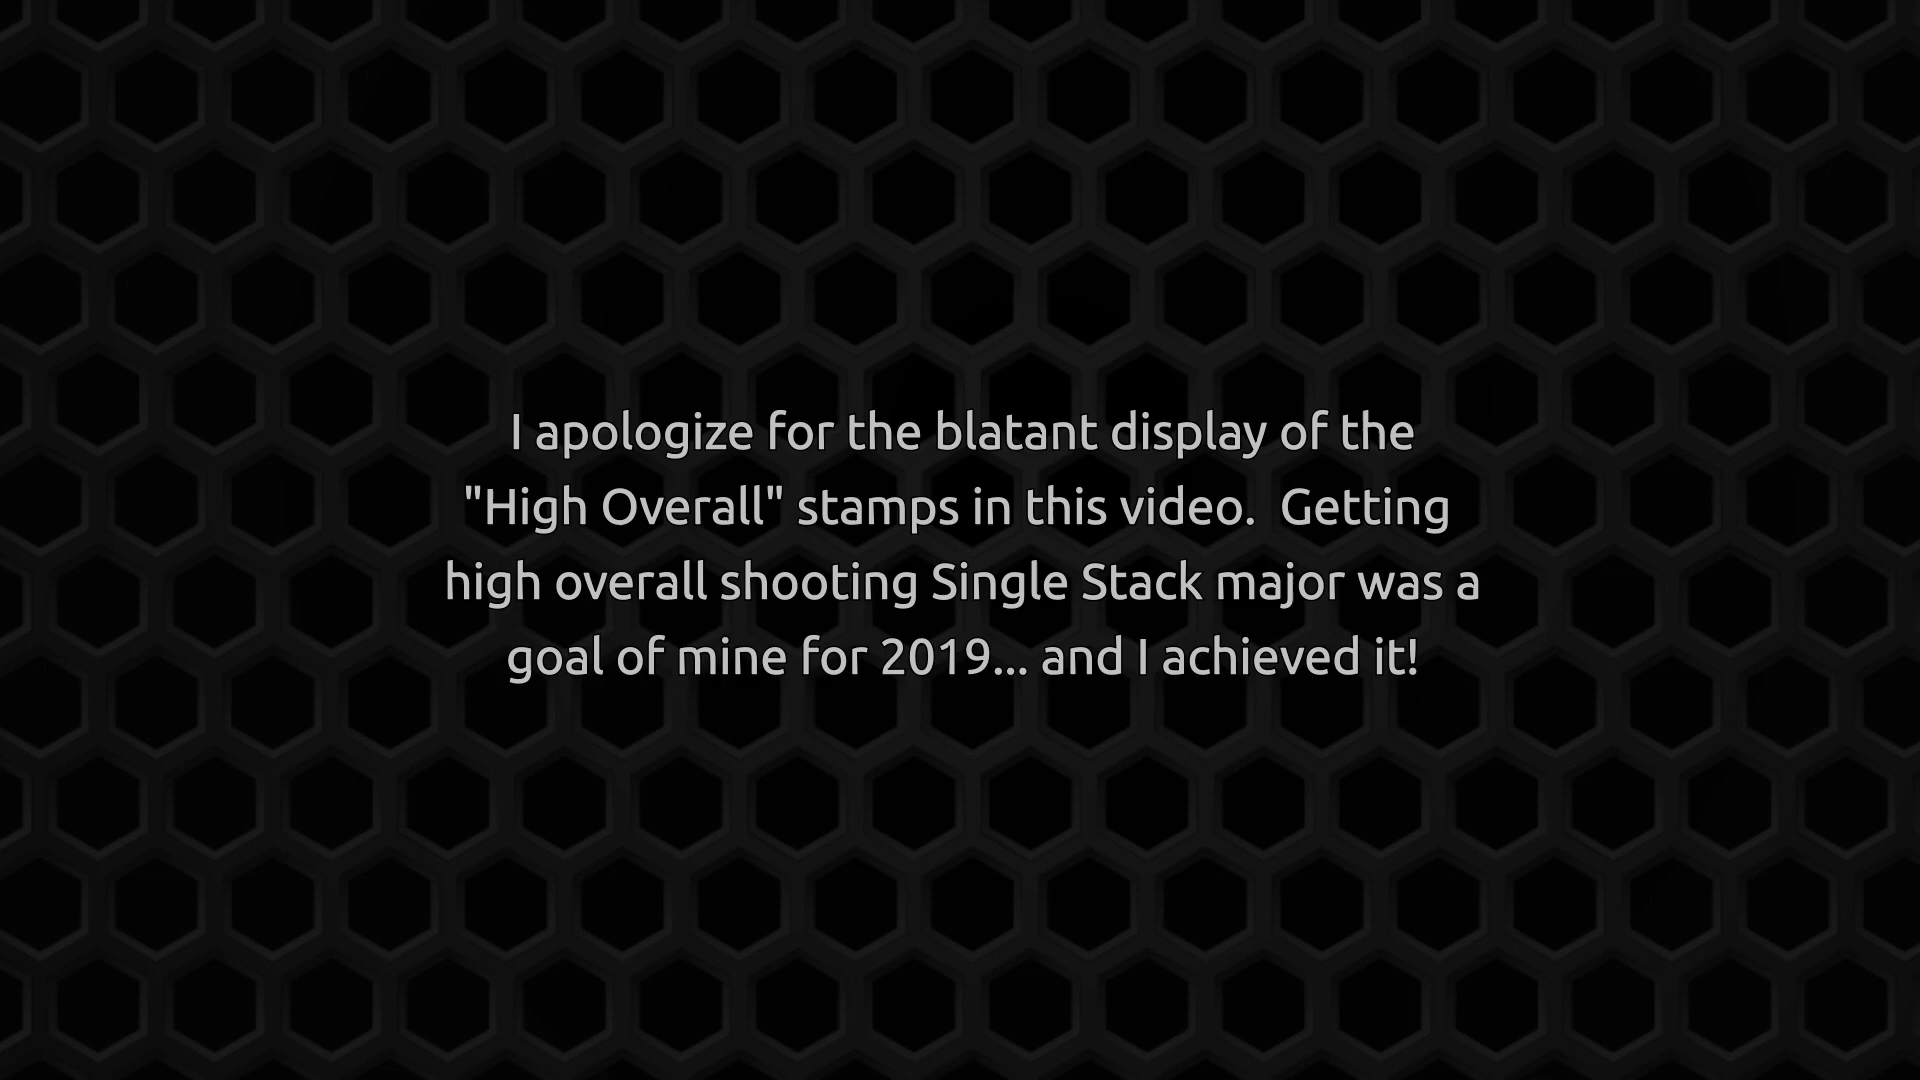 I apologize for the blatant display of the
"High Overall" stamps in this video.  Getting
high overall shooting Single Stack major was a
goal of mine for 2019... and I achieved it!